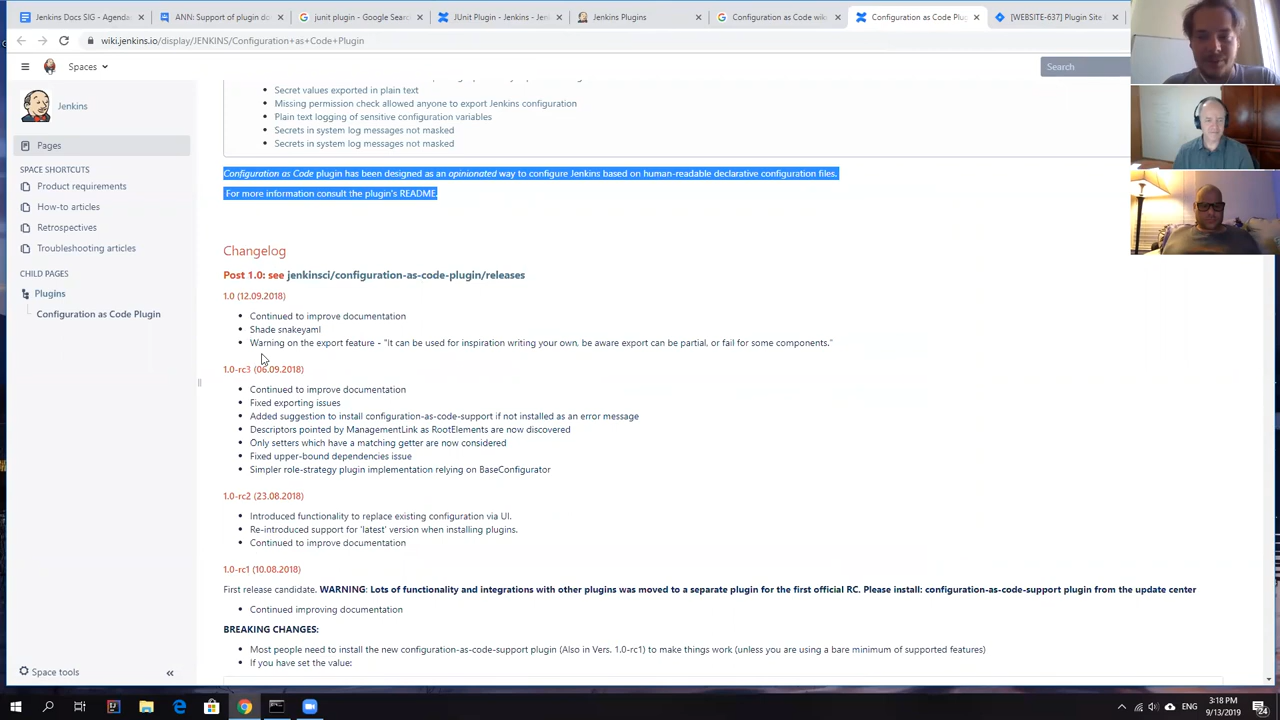 Jenkins Docs SIG - Agenda
ANN: Support of plugin do
junit plugin - Google Sear
JUnit Plugin - Jenkins - Jen
Jenkins Plugins
Configuration as Code wik
Configuration as Code Plu
[WEBSITE-637] Plugin Site
wiki.jenkins.io/display/JENKINS/Configuration+as+Code+Plugin
Spaces
Search
Jenkins
Pages
SPACE SHORTCUTS
Product requirements
How-to articles
Retrospectives
Troubleshooting articles
CHILD PAGES
Plugins
Configuration as Code Plugin
Space tools
Secret values exported in plain text
Missing permission check allowed anyone to export Jenkins configuration
Plain text logging of sensitive configuration variables
Secrets in system log messages not masked
Secrets in system log messages not masked
Configuration as Code plugin has been designed as an opinionated way to configure Jenkins based on human-readable declarative configuration files.
For more information consult the plugin's README.
Changelog
Post 1.0: see jenkinsci/configuration-as-code-plugin/releases
1.0 (12.09.2018)
Continued to improve documentation
Shade snakeyaml
Warning on the export feature - "It can be used for inspiration writing your own, be aware export can be partial, or fail for some components."
1.0-rc3 (06.09.2018)
Continued to improve documentation
Fixed exporting issues
Added suggestion to install configuration-as-code-support if not installed as an error message
Descriptors pointed by ManagementLink as RootElements are now discovered
Only setters which have a matching getter are now considered
Fixed upper-bound dependencies issue
Simpler role-strategy plugin implementation relying on BaseConfigurator
1.0-rc2 (23.08.2018)
Introduced functionality to replace existing configuration via UI.
Re-introduced support for 'latest' version when installing plugins.
Continued to improve documentation
1.0-rc1 (10.08.2018)
First release candidate. WARNING: Lots of functionality and integrations with other plugins was moved to a separate plugin for the first official RC. Please install: configuration-as-code-support plugin from the update center
Continued improving documentation
BREAKING CHANGES:
Most people need to install the new configuration-as-code-support plugin (Also in Vers. 1.0-rc1) to make things work (unless you are using a bare minimum of supported features)
If you have set the value:
3:18 PM
9/13/2019
24